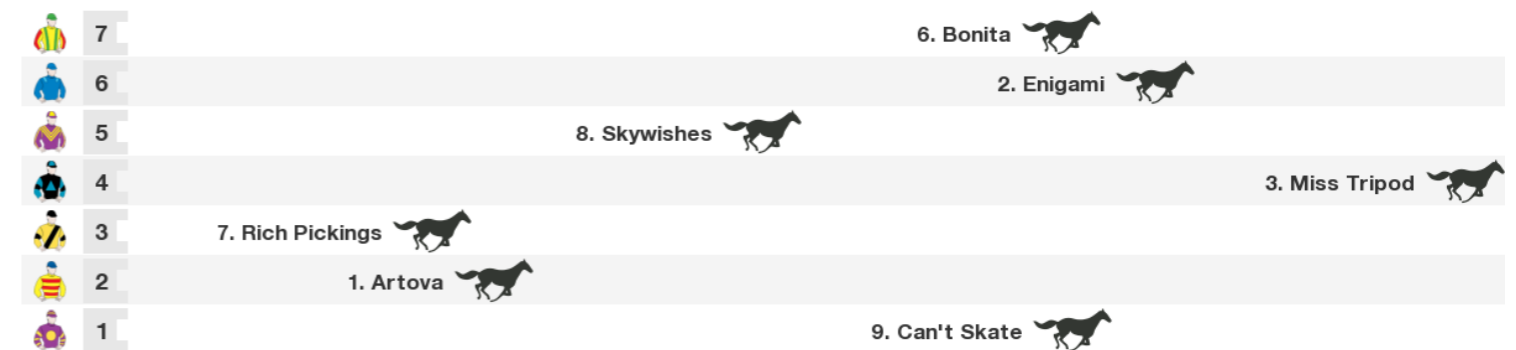 7 6. Bonita
6 2. Enigami
5 8. Skywishes
4 3. Miss Tripod
3 7. Rich Pickings
2 1. Artova
1 9. Can't Skate